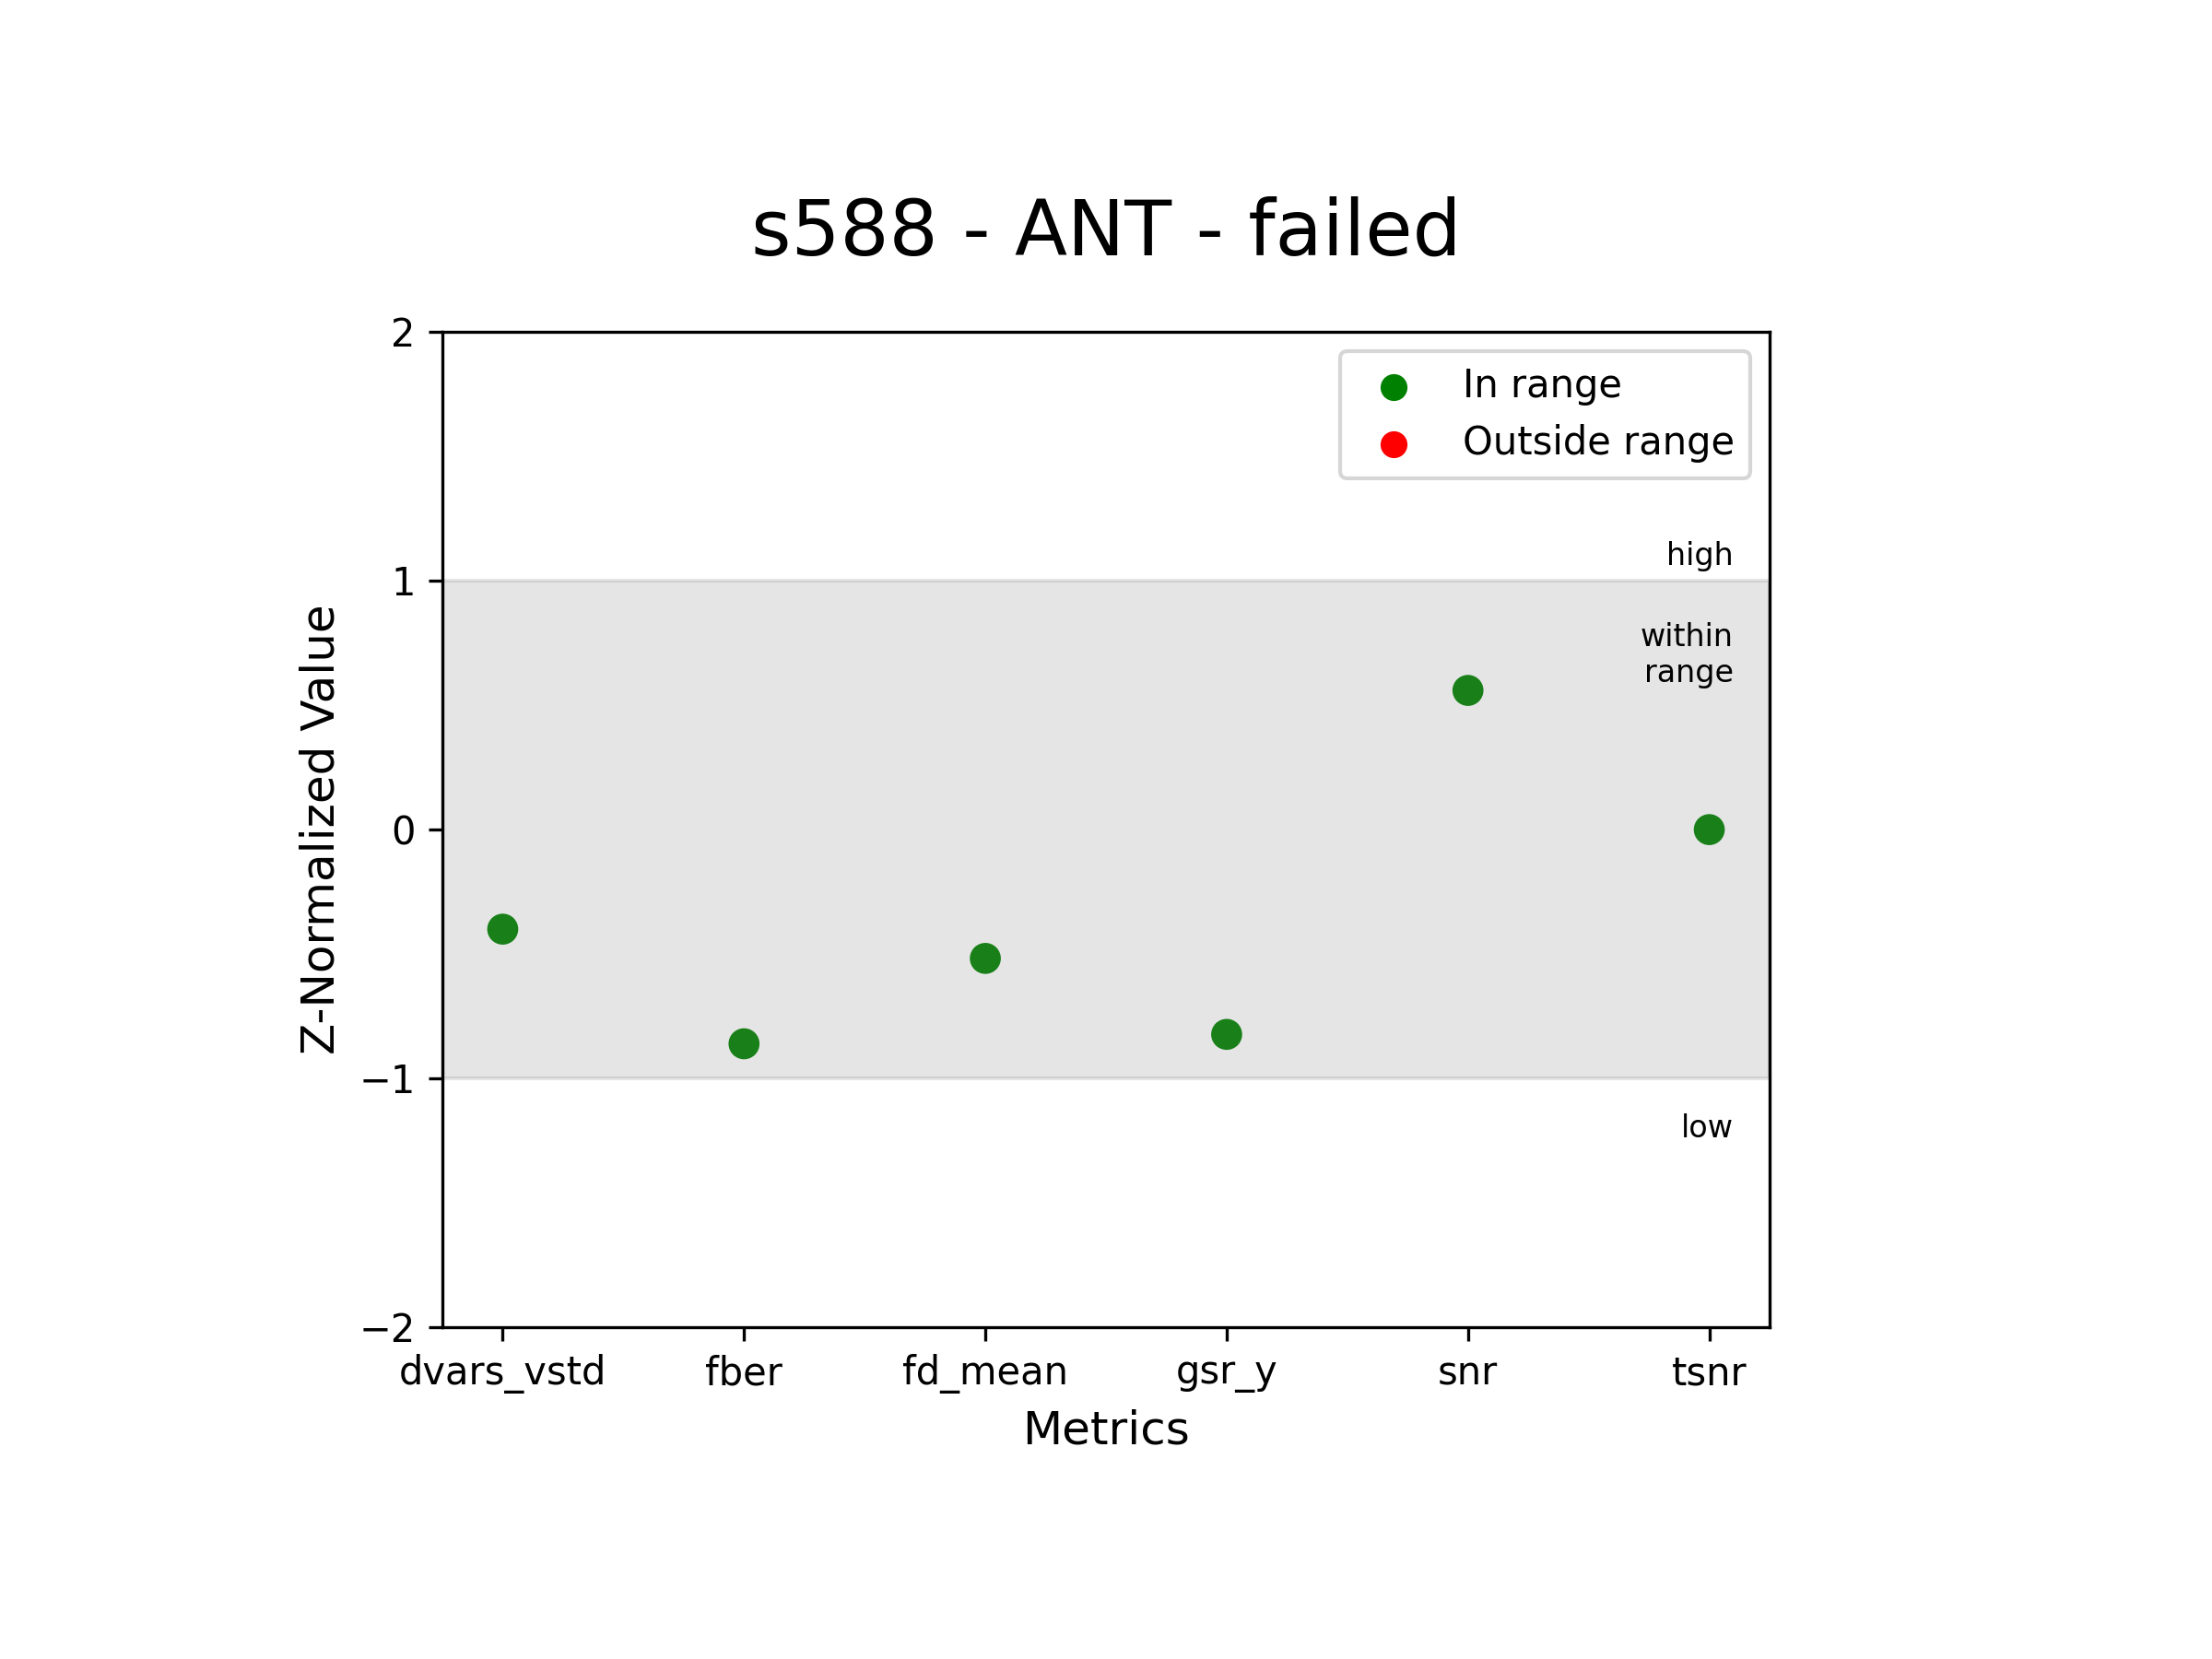 s588 - ANT - failed
2
In range
Outside range
high
1
within
range
Z-Normalized Value
0
−1
low
−2
dvars_vstd fber fd_mean gsr_y snr tsnr
Metrics